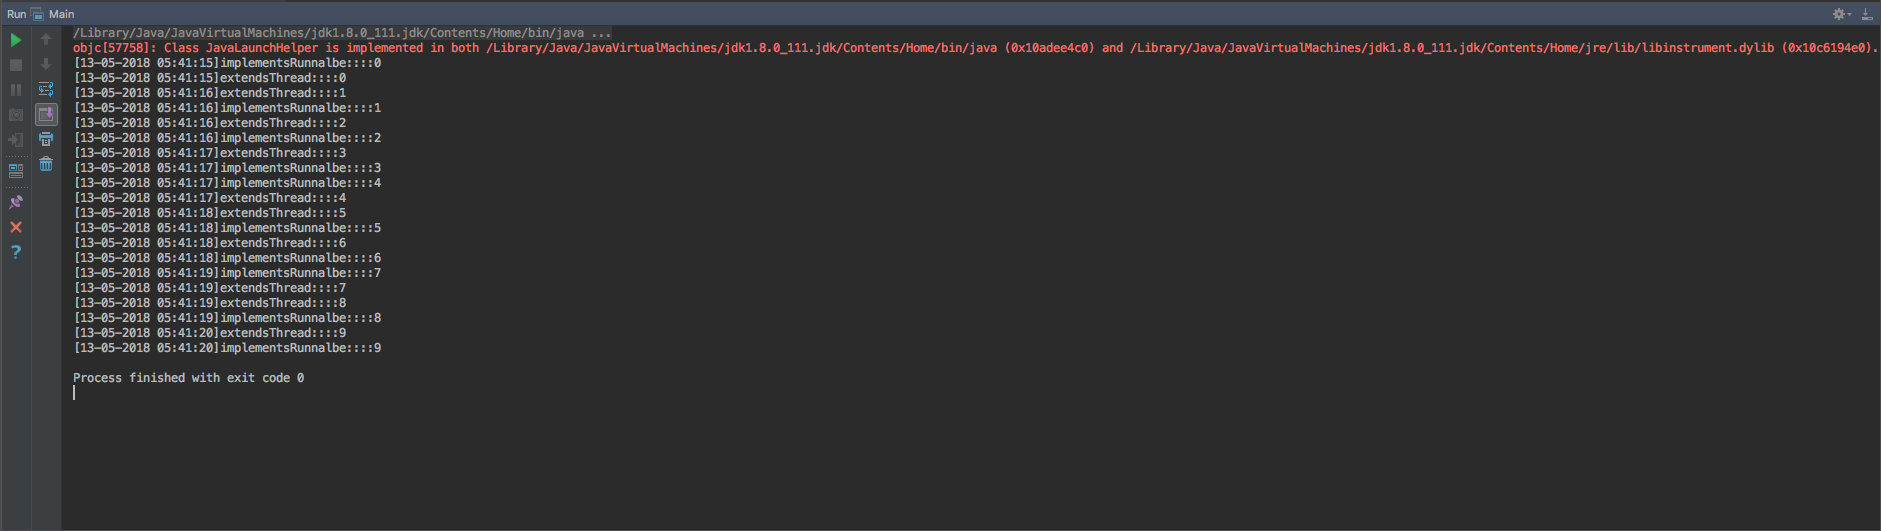 Run Main
/Library/Java/JavaVirtualMachines/jdk1.8.0_111.jdk/Contents/Home/bin/java ...
objc[57758]: Class JavaLaunchHelper is implemented in both /Library/Java/JavaVirtualMachines/jdk1.8.0_111.jdk/Contents/Home/bin/java (0x10adee4c0) and /Library/Java/JavaVirtualMachines/jdk1.8.0_111.jdk/Contents/Home/jre/lib/libinstrument.dylib (0x10c6194e0).
[13-05-2018 05:41:15]implementsRunnalbe::::0
[13-05-2018 05:41:15]extendsThread::::0
[13-05-2018 05:41:16]extendsThread::::1
[13-05-2018 05:41:16]implementsRunnalbe::::1
[13-05-2018 05:41:16]extendsThread::::2
[13-05-2018 05:41:16]implementsRunnalbe::::2
[13-05-2018 05:41:17]extendsThread::::3
[13-05-2018 05:41:17]implementsRunnalbe::::3
[13-05-2018 05:41:17]implementsRunnalbe::::4
[13-05-2018 05:41:17]extendsThread::::4
[13-05-2018 05:41:18]extendsThread::::5
[13-05-2018 05:41:18]implementsRunnalbe::::5
[13-05-2018 05:41:18]extendsThread::::6
[13-05-2018 05:41:18]implementsRunnalbe::::6
[13-05-2018 05:41:19]implementsRunnalbe::::7
[13-05-2018 05:41:19]extendsThread::::7
[13-05-2018 05:41:19]extendsThread::::8
[13-05-2018 05:41:19]implementsRunnalbe::::8
[13-05-2018 05:41:20]extendsThread::::9
[13-05-2018 05:41:20]implementsRunnalbe::::9
Process finished with exit code 0